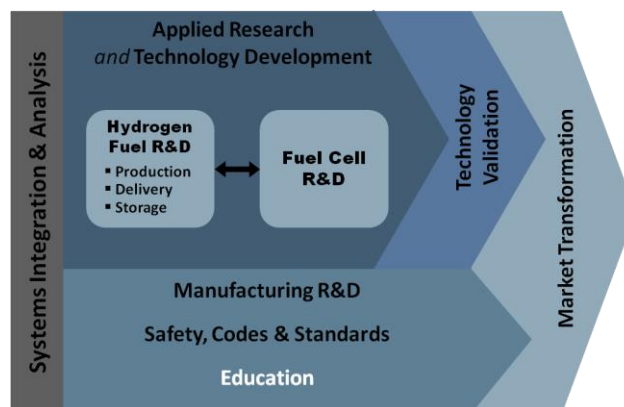 Systems Integration & Analysis
Applied Research
and Technology Development
Hydrogen
Fuel R&D
▪ Production
▪ Delivery
▪ Storage
Fuel Cell
R&D
Technology
Validation
Market Transformation
Manufacturing R&D
Safety, Codes & Standards
Education